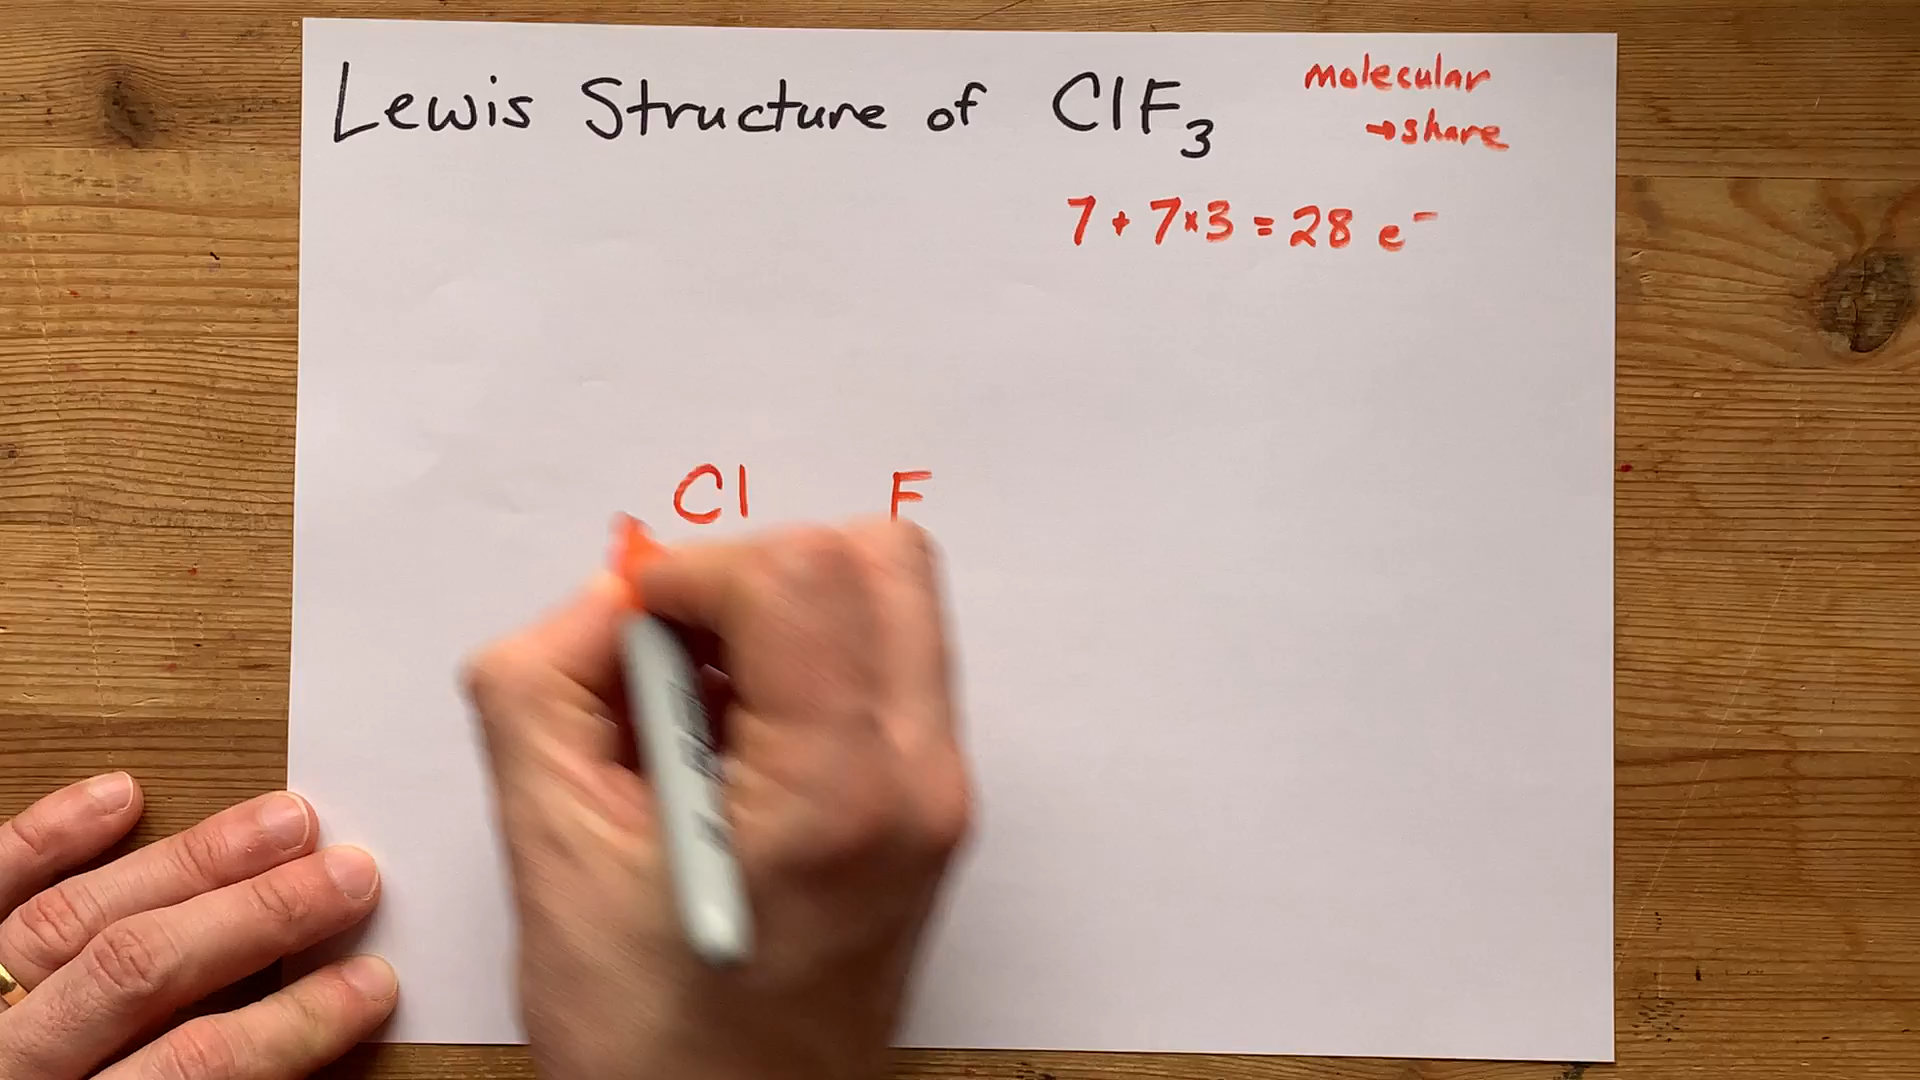 Lewis Structure of ClF₃
molecular
→share
7 + 7×3 = 28 e⁻
Cl F